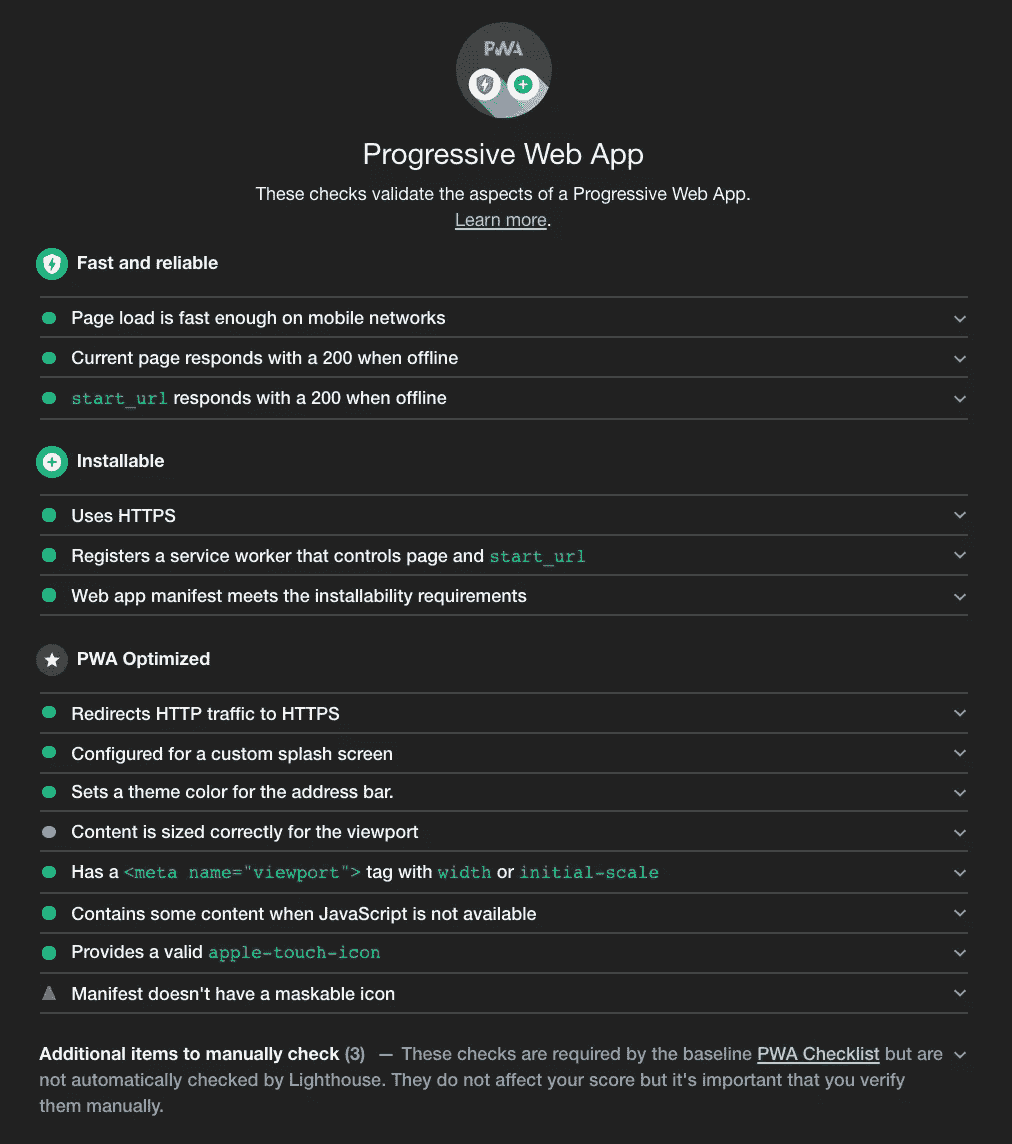 PWA
Progressive Web App
These checks validate the aspects of a Progressive Web App.
Learn more.
Fast and reliable
Page load is fast enough on mobile networks
Current page responds with a 200 when offline
start_url responds with a 200 when offline
Installable
Uses HTTPS
Registers a service worker that controls page and start_url
Web app manifest meets the installability requirements
PWA Optimized
Redirects HTTP traffic to HTTPS
Configured for a custom splash screen
Sets a theme color for the address bar.
Content is sized correctly for the viewport
Has a <meta name="viewport"> tag with width or initial-scale
Contains some content when JavaScript is not available
Provides a valid apple-touch-icon
Manifest doesn't have a maskable icon
Additional items to manually check (3) — These checks are required by the baseline PWA Checklist but are
not automatically checked by Lighthouse. They do not affect your score but it's important that you verify
them manually.